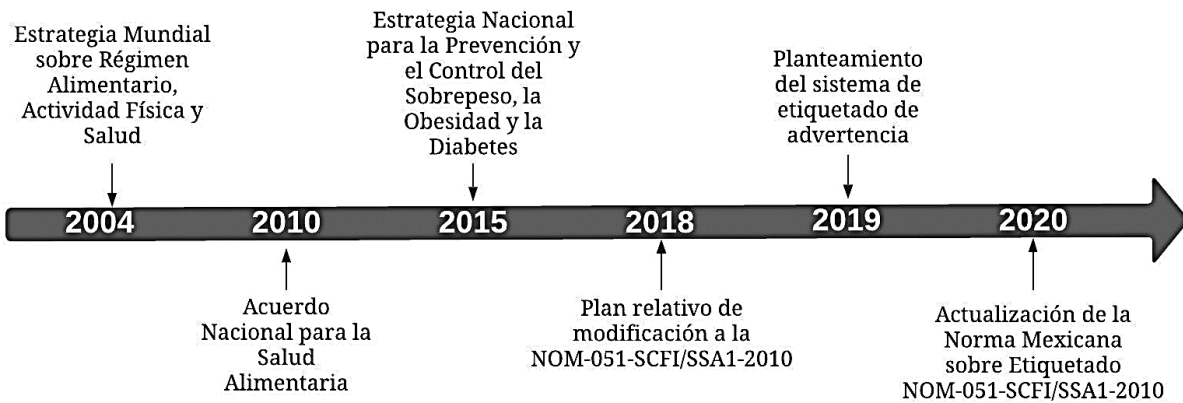 Estrategia Mundial
sobre Régimen
Alimentario,
Actividad Física y
Salud
Estrategia Nacional
para la Prevención y
el Control del
Sobrepeso, la
Obesidad y la
Diabetes
Planteamiento
del sistema de
etiquetado de
advertencia
2004 2010 2015 2018 2019 2020
Acuerdo
Nacional para la
Salud
Alimentaria
Plan relativo de
modificación a la
NOM-051-SCFI/SSA1-2010
Actualización de la
Norma Mexicana
sobre Etiquetado
NOM-051-SCFI/SSA1-2010